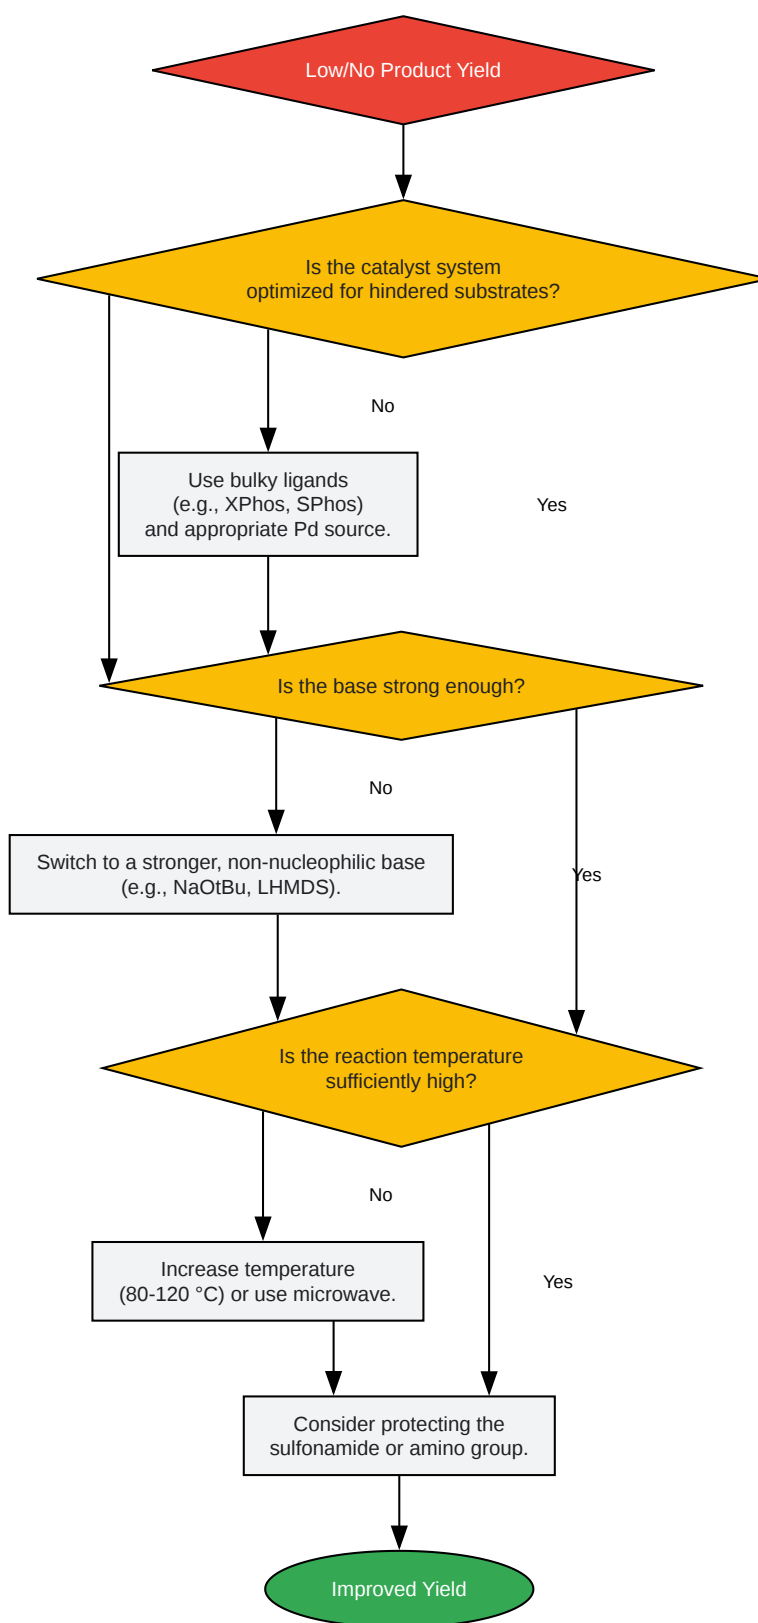 Low/No Product Yield
Is the catalyst system
optimized for hindered substrates?
No
Use bulky ligands
(e.g., XPhos, SPhos)
and appropriate Pd source.
Yes
Is the base strong enough?
No
Switch to a stronger, non-nucleophilic base
(e.g., NaOtBu, LHMDS).
Yes
Is the reaction temperature
sufficiently high?
No
Increase temperature
(80-120 °C) or use microwave.
Yes
Consider protecting the
sulfonamide or amino group.
Improved Yield